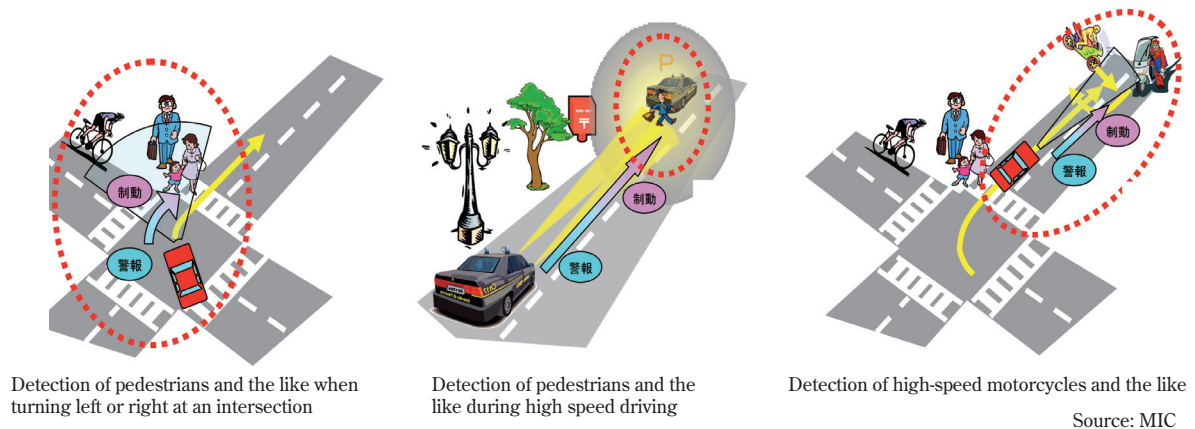 制動
警報
Detection of pedestrians and the like when
turning left or right at an intersection
P
〒
制動
警報
Detection of pedestrians and the
like during high speed driving
制動
警報
Detection of high-speed motorcycles and the like
Source: MIC